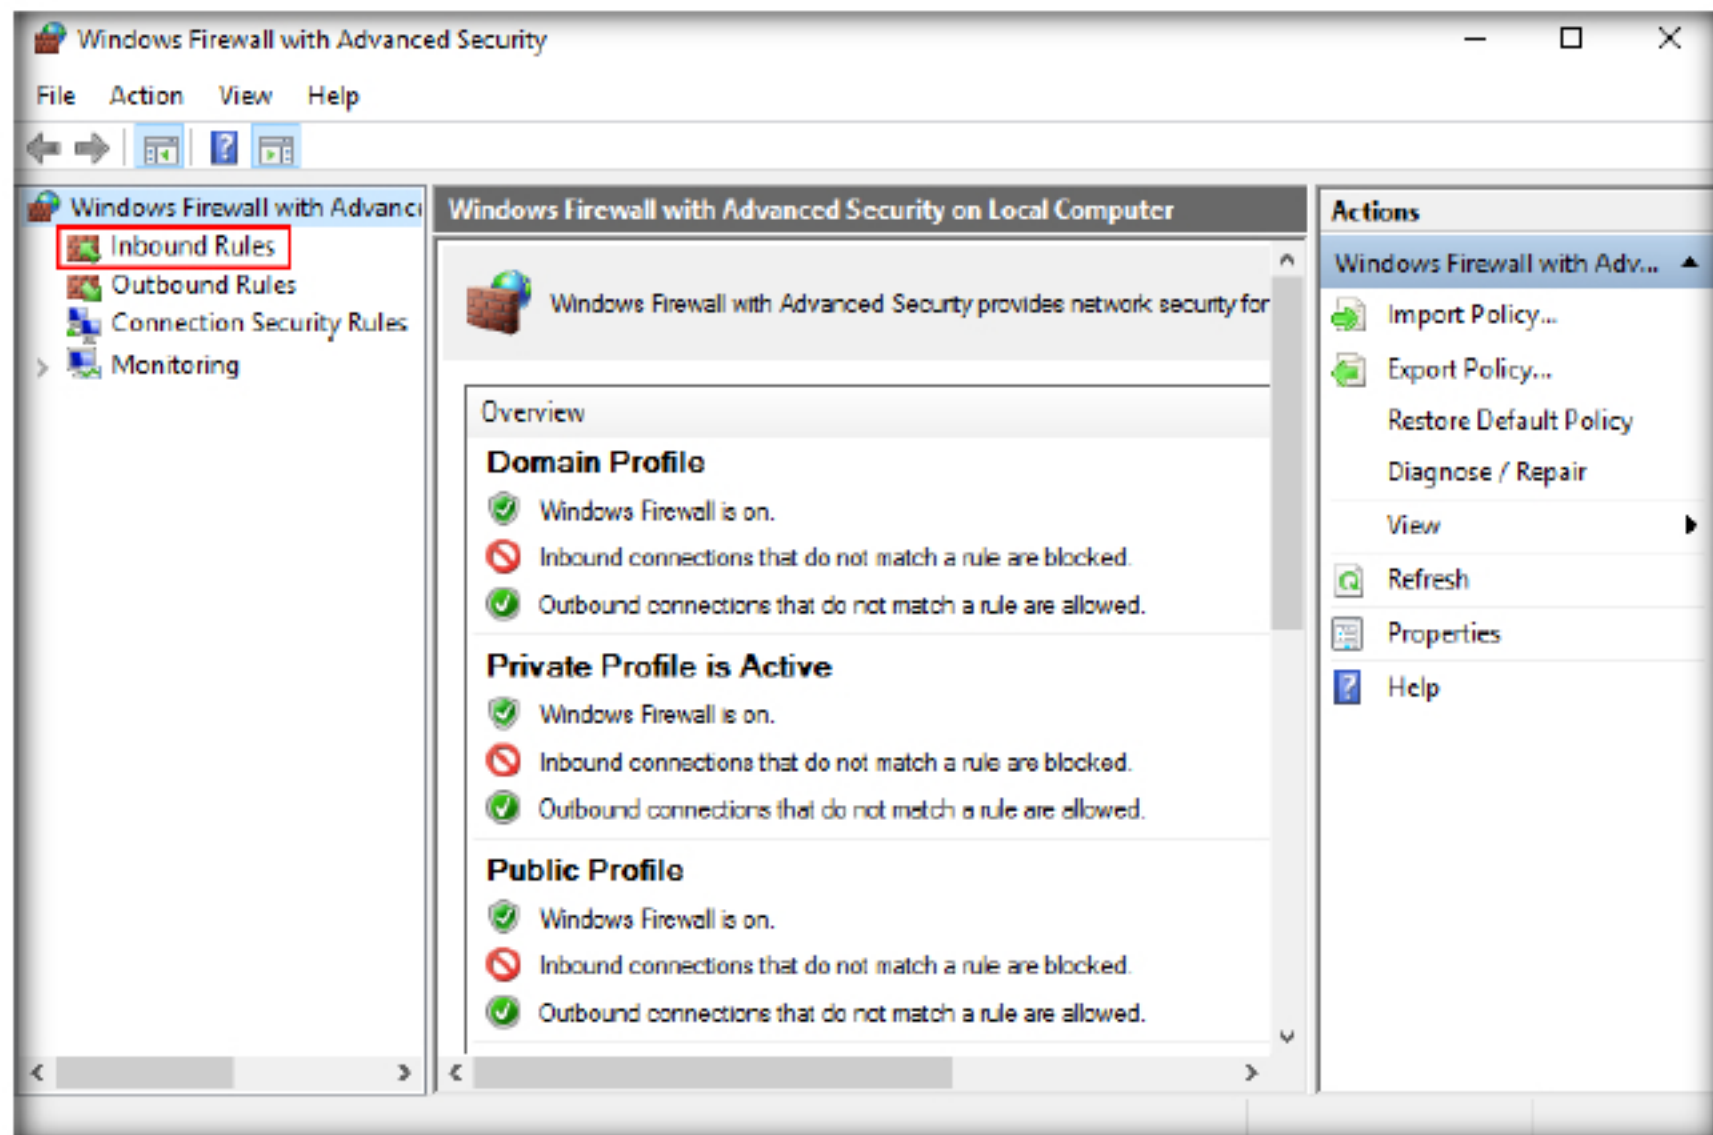 Windows Firewall with Advanced Security
File Action View Help
Windows Firewall with Advanc
Inbound Rules
Outbound Rules
Connection Security Rules
Monitoring
Windows Firewall with Advanced Security on Local Computer
Windows Firewall with Advanced Security provides network security for
Overview
Domain Profile
Windows Firewall is on.
Inbound connections that do not match a rule are blocked.
Outbound connections that do not match a rule are allowed.
Private Profile is Active
Windows Firewall is on.
Inbound connections that do not match a rule are blocked.
Outbound connections that do not match a rule are allowed.
Public Profile
Windows Firewall is on.
Inbound connections that do not match a rule are blocked.
Outbound connections that do not match a rule are allowed.
Actions
Windows Firewall with Adv...
Import Policy...
Export Policy...
Restore Default Policy
Diagnose / Repair
View
Refresh
Properties
Help